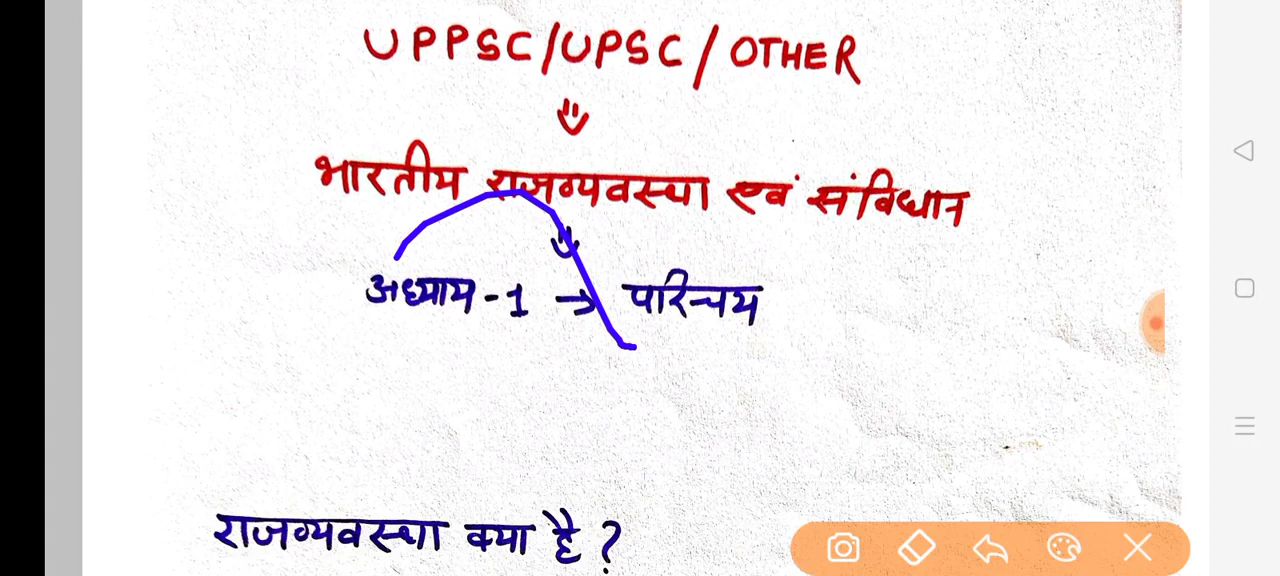 UPPSC/UPSC/OTHER
भारतीय राजव्यवस्था एवं संविधान
अध्याय-1 → परिचय
राजव्यवस्था क्या है?